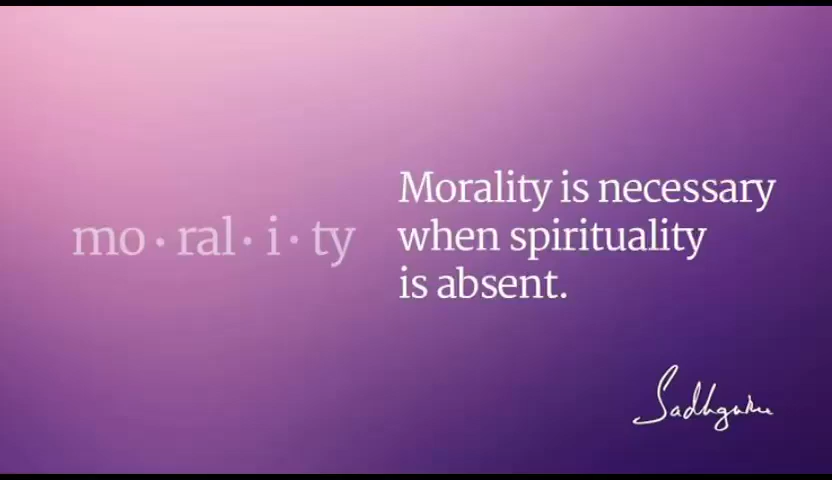 mo · ral · i · ty
Morality is necessary
when spirituality
is absent.
Sadhguru